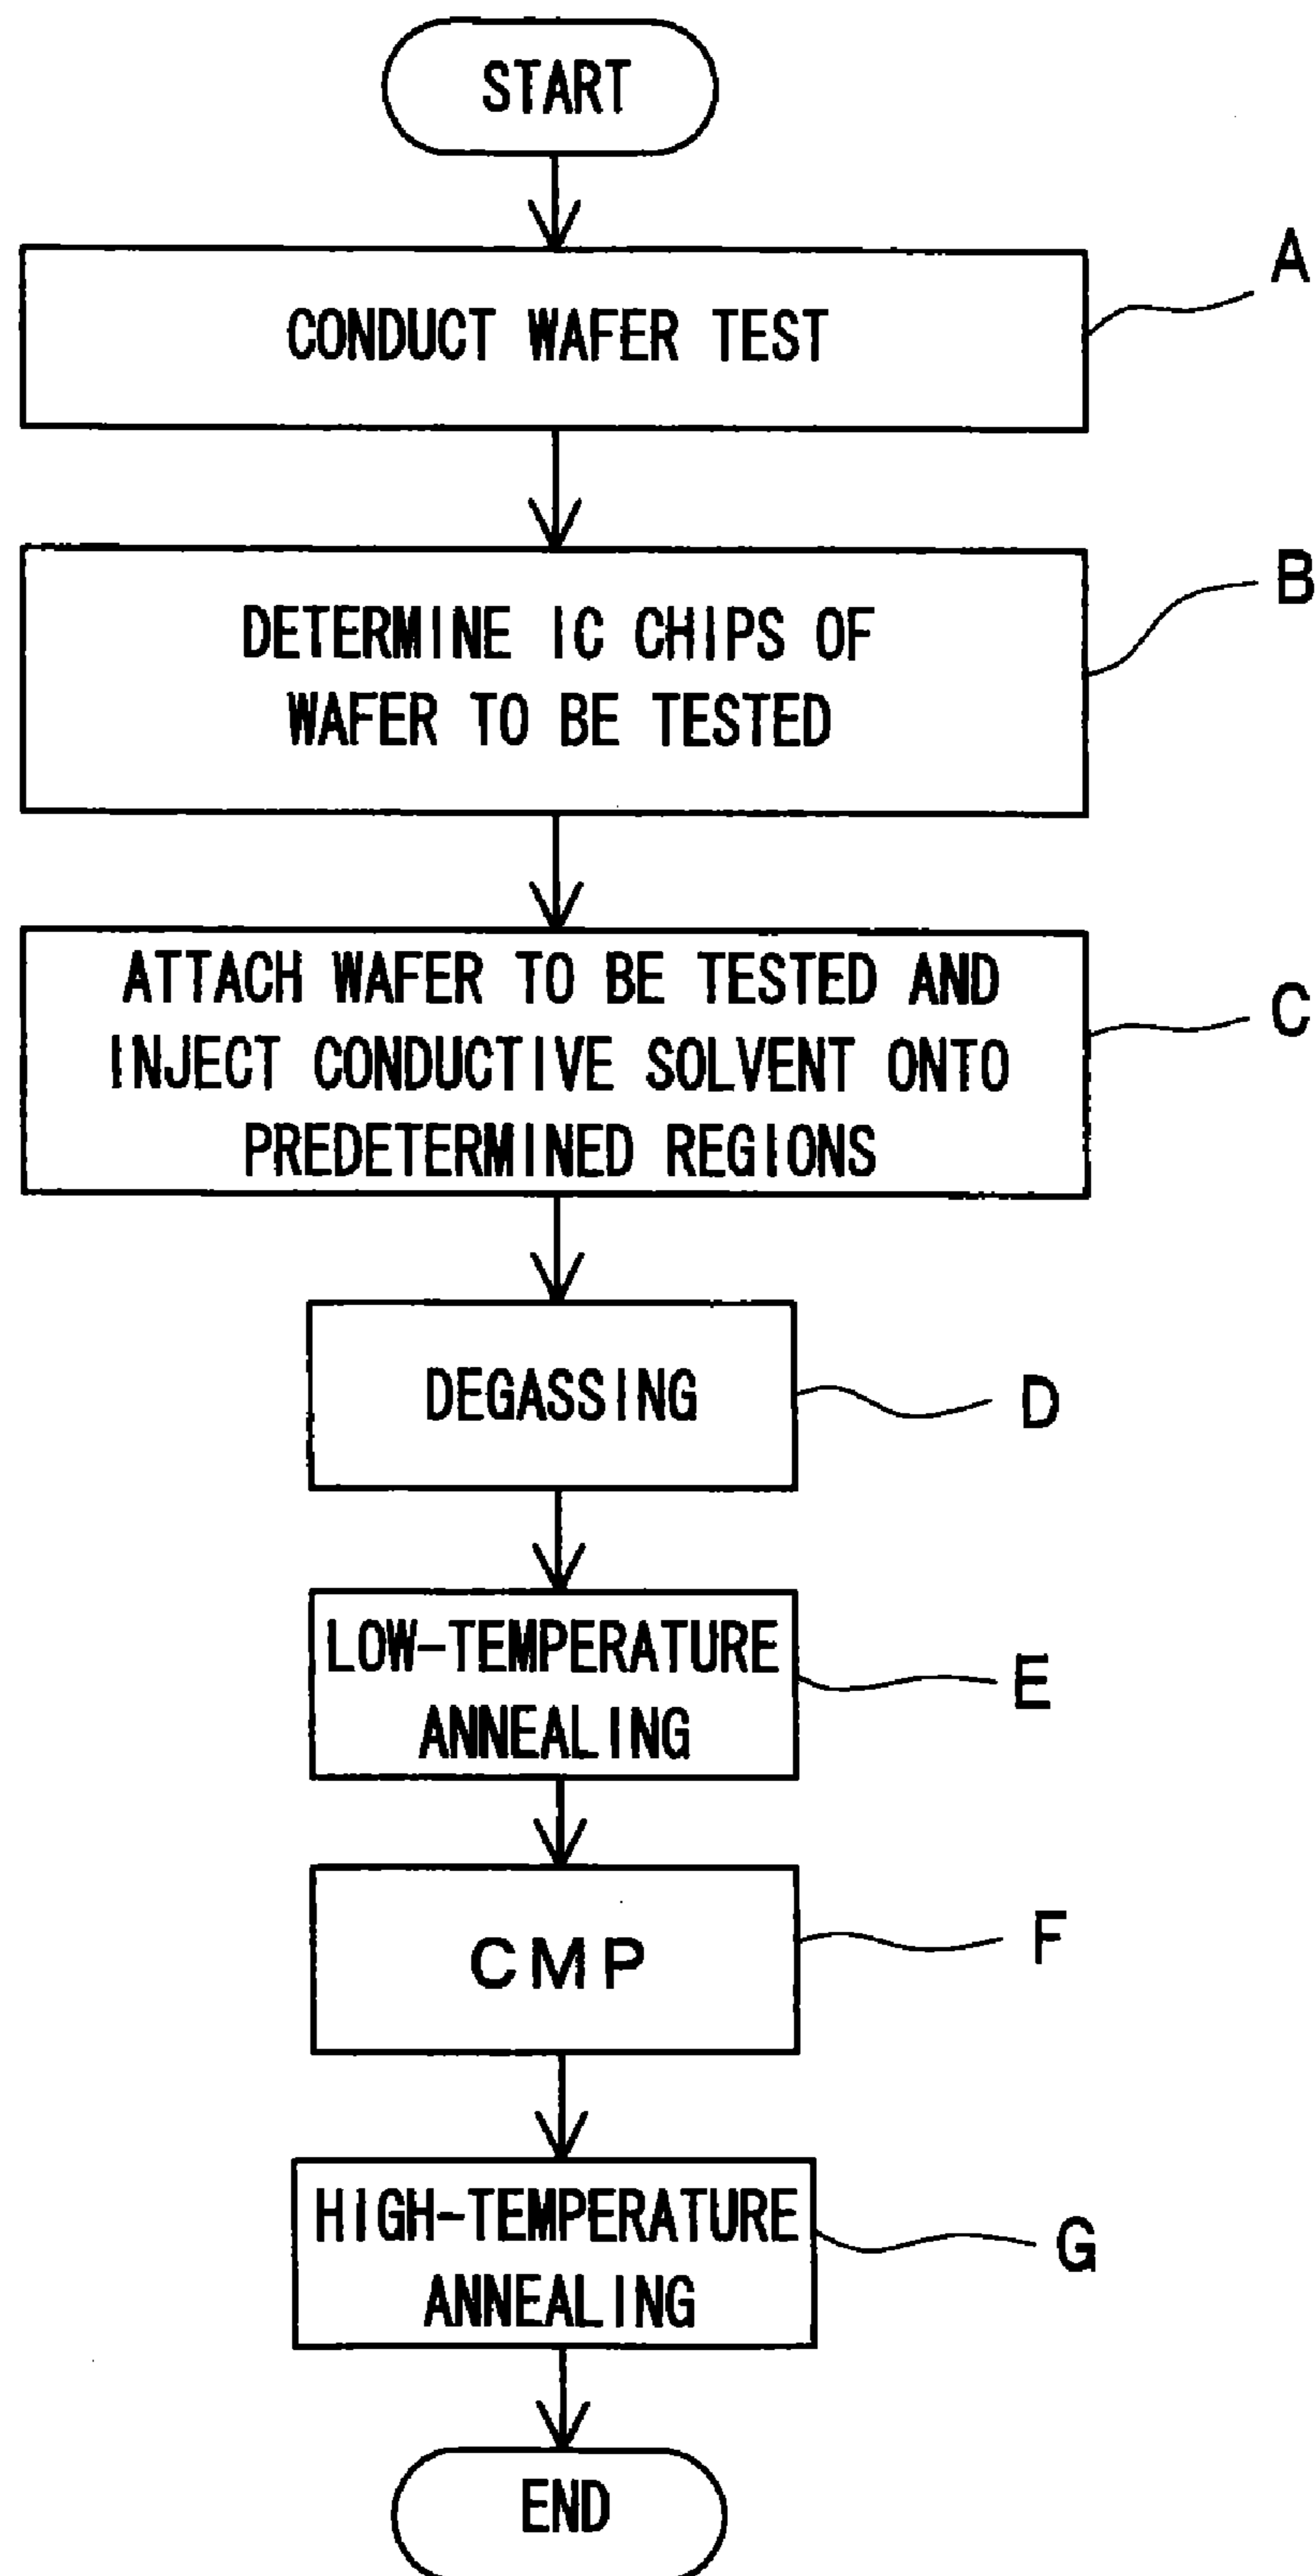 START
CONDUCT WAFER TEST
A
DETERMINE IC CHIPS OF
WAFER TO BE TESTED
B
ATTACH WAFER TO BE TESTED AND
INJECT CONDUCTIVE SOLVENT ONTO
PREDETERMINED REGIONS
C
DEGASSING
D
LOW-TEMPERATURE
ANNEALING
E
CMP
F
HIGH-TEMPERATURE
ANNEALING
G
END